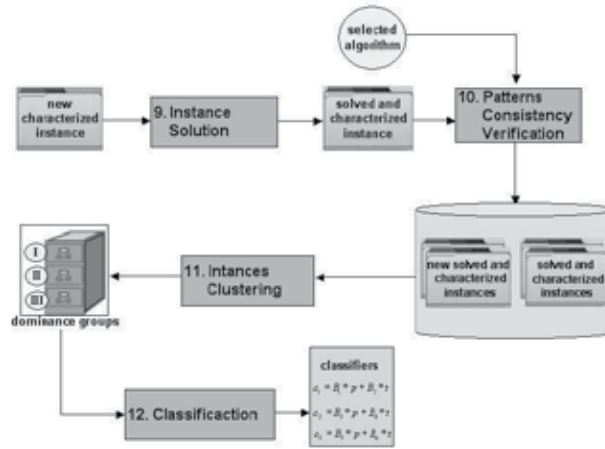 selected
algorithm
new
characterized
instance
9. Instance
Solution
solved and
characterized
instance
10. Patterns
Consistency
Verification
I
II
III
dominance groups
11. Intances
Clustering
new solved and
characterized
instances
solved and
characterized
instances
12. Classificaction
classifiers